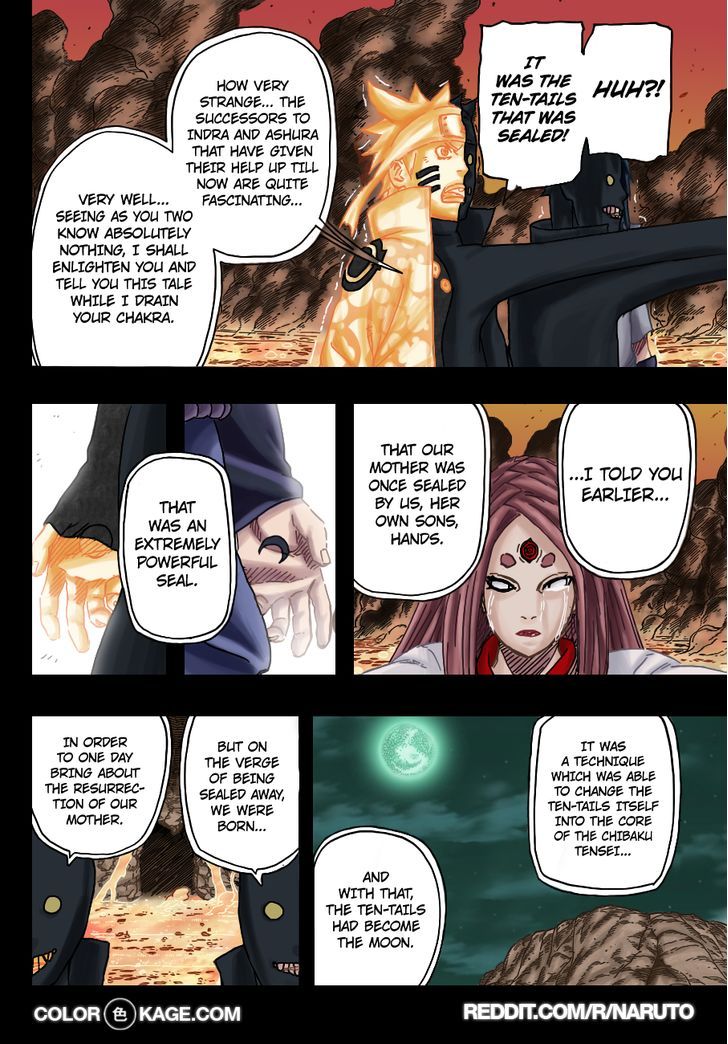 HUH?!
IT
WAS THE
TEN-TAILS
THAT WAS
SEALED!
HOW VERY
STRANGE... THE
SUCCESSORS TO
INDRA AND ASHURA
THAT HAVE GIVEN
THEIR HELP UP TILL
NOW ARE QUITE
FASCINATING...
VERY WELL...
SEEING AS YOU TWO
KNOW ABSOLUTELY
NOTHING, I SHALL
ENLIGHTEN YOU AND
TELL YOU THIS TALE
WHILE I DRAIN
YOUR CHAKRA.
...I TOLD YOU
EARLIER...
THAT OUR
MOTHER WAS
ONCE SEALED
BY US, HER
OWN SONS,
HANDS.
THAT
WAS AN
EXTREMELY
POWERFUL
SEAL.
IT WAS
A TECHNIQUE
WHICH WAS ABLE
TO CHANGE THE
TEN-TAILS ITSELF
INTO THE CORE
OF THE CHIBAKU
TENSEI...
AND
WITH THAT,
THE TEN-TAILS
HAD BECOME
THE MOON.
BUT ON
THE VERGE
OF BEING
SEALED AWAY,
WE WERE
BORN...
IN ORDER
TO ONE DAY
BRING ABOUT
THE RESURREC-
TION OF OUR
MOTHER.
COLOR 色 KAGE.COM
REDDIT.COM/R/NARUTO